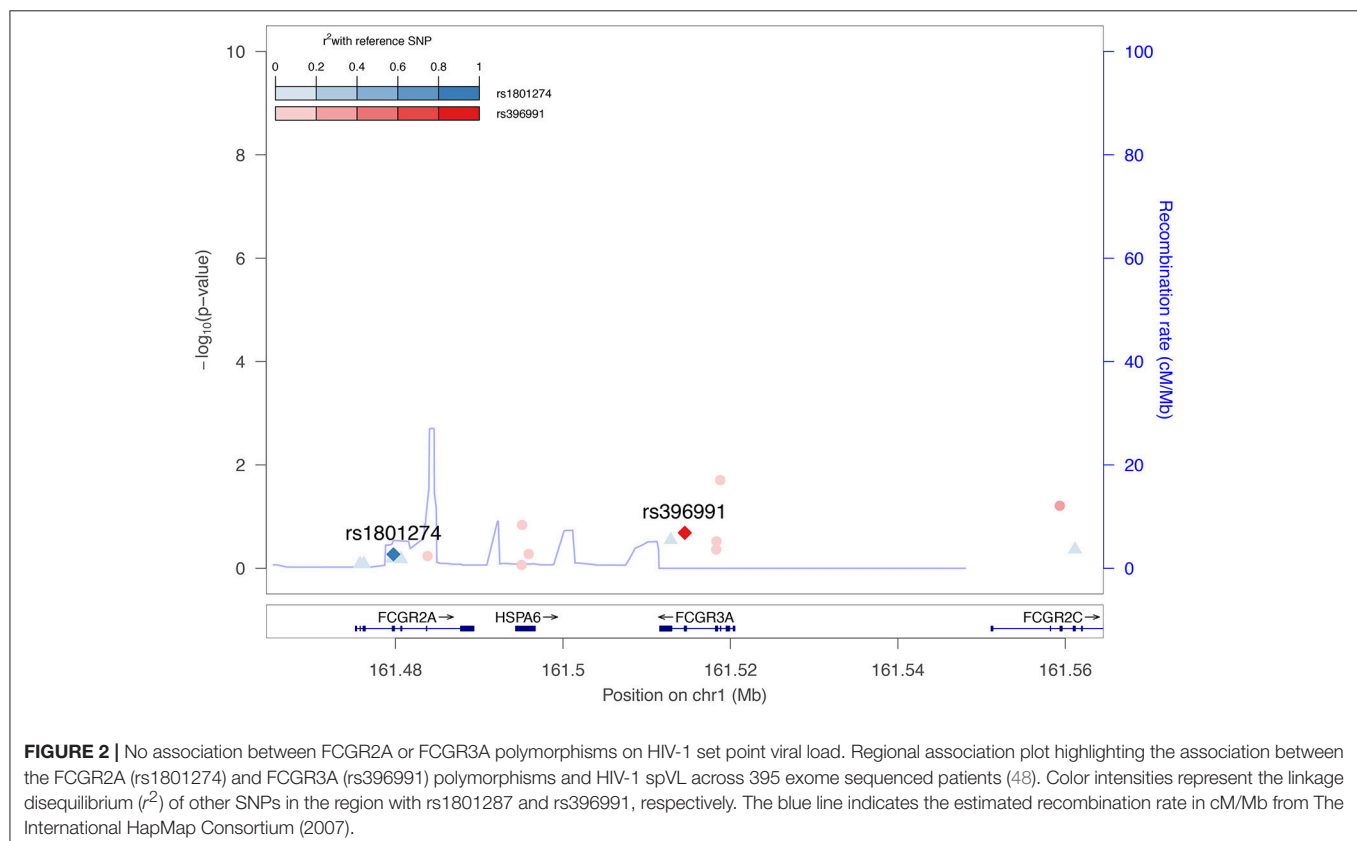 r² with reference SNP
0 0.2 0.4 0.6 0.8 1
rs1801274
rs396991
10
8
6
4
2
0
−log₁₀(p−value)
100
80
60
40
20
0
Recombination rate (cM/Mb)
rs1801274
rs396991
FCGR2A→ HSPA6→ ←FCGR3A FCGR2C→
161.48 161.5 161.52 161.54 161.56
Position on chr1 (Mb)
FIGURE 2 | No association between FCGR2A or FCGR3A polymorphisms on HIV-1 set point viral load. Regional association plot highlighting the association between
the FCGR2A (rs1801274) and FCGR3A (rs396991) polymorphisms and HIV-1 spVL across 395 exome sequenced patients (48). Color intensities represent the linkage
disequilibrium (r²) of other SNPs in the region with rs1801287 and rs396991, respectively. The blue line indicates the estimated recombination rate in cM/Mb from The
International HapMap Consortium (2007).